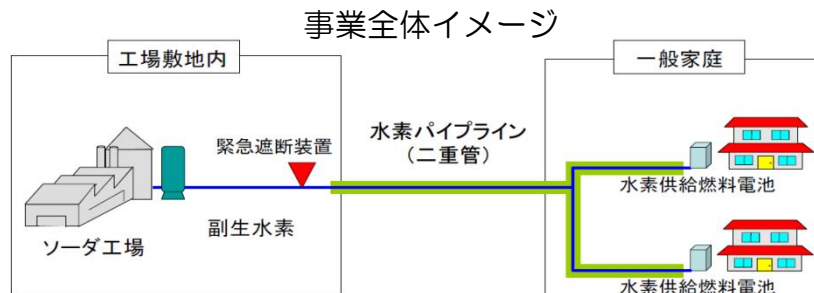 事業全体イメージ
工場敷地内
一般家庭
緊急遮断装置
水素パイプライン
（二重管）
水素供給燃料電池
副生水素
ソーダ工場
水素供給燃料電池